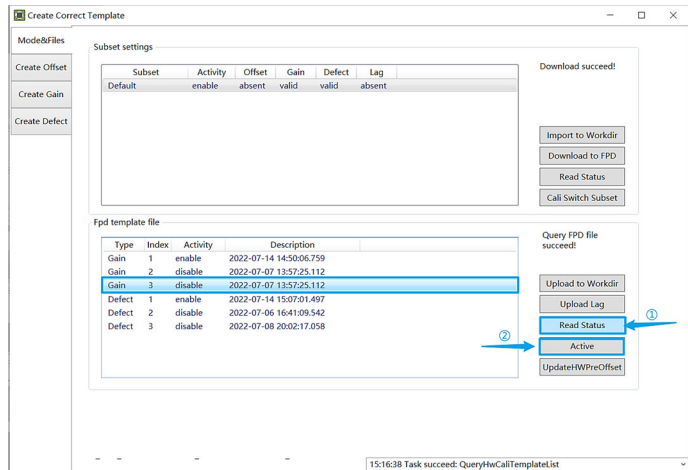 Create Correct Template
Mode&Files
Create Offset
Create Gain
Create Defect
Subset settings
Subset Activity Offset Gain Defect Lag
Default enable absent valid valid absent
Download succeed!
Import to Workdir
Download to FPD
Read Status
Cali Switch Subset
Fpd template file
Type Index Activity Description
Gain 1 enable 2022-07-14 14:50:06.759
Gain 2 disable 2022-07-07 13:57:25.112
Gain 3 disable 2022-07-07 13:57:25.112
Defect 1 enable 2022-07-14 15:07:01.497
Defect 2 disable 2022-07-06 16:41:09.542
Defect 3 disable 2022-07-08 20:02:17.058
Query FPD file
succeed!
Upload to Workdir
Upload Lag
Read Status
①
②
Active
UpdateHWPreOffset
-- -- -- --
15:16:38 Task succeed: QueryHwCaliTemplateList